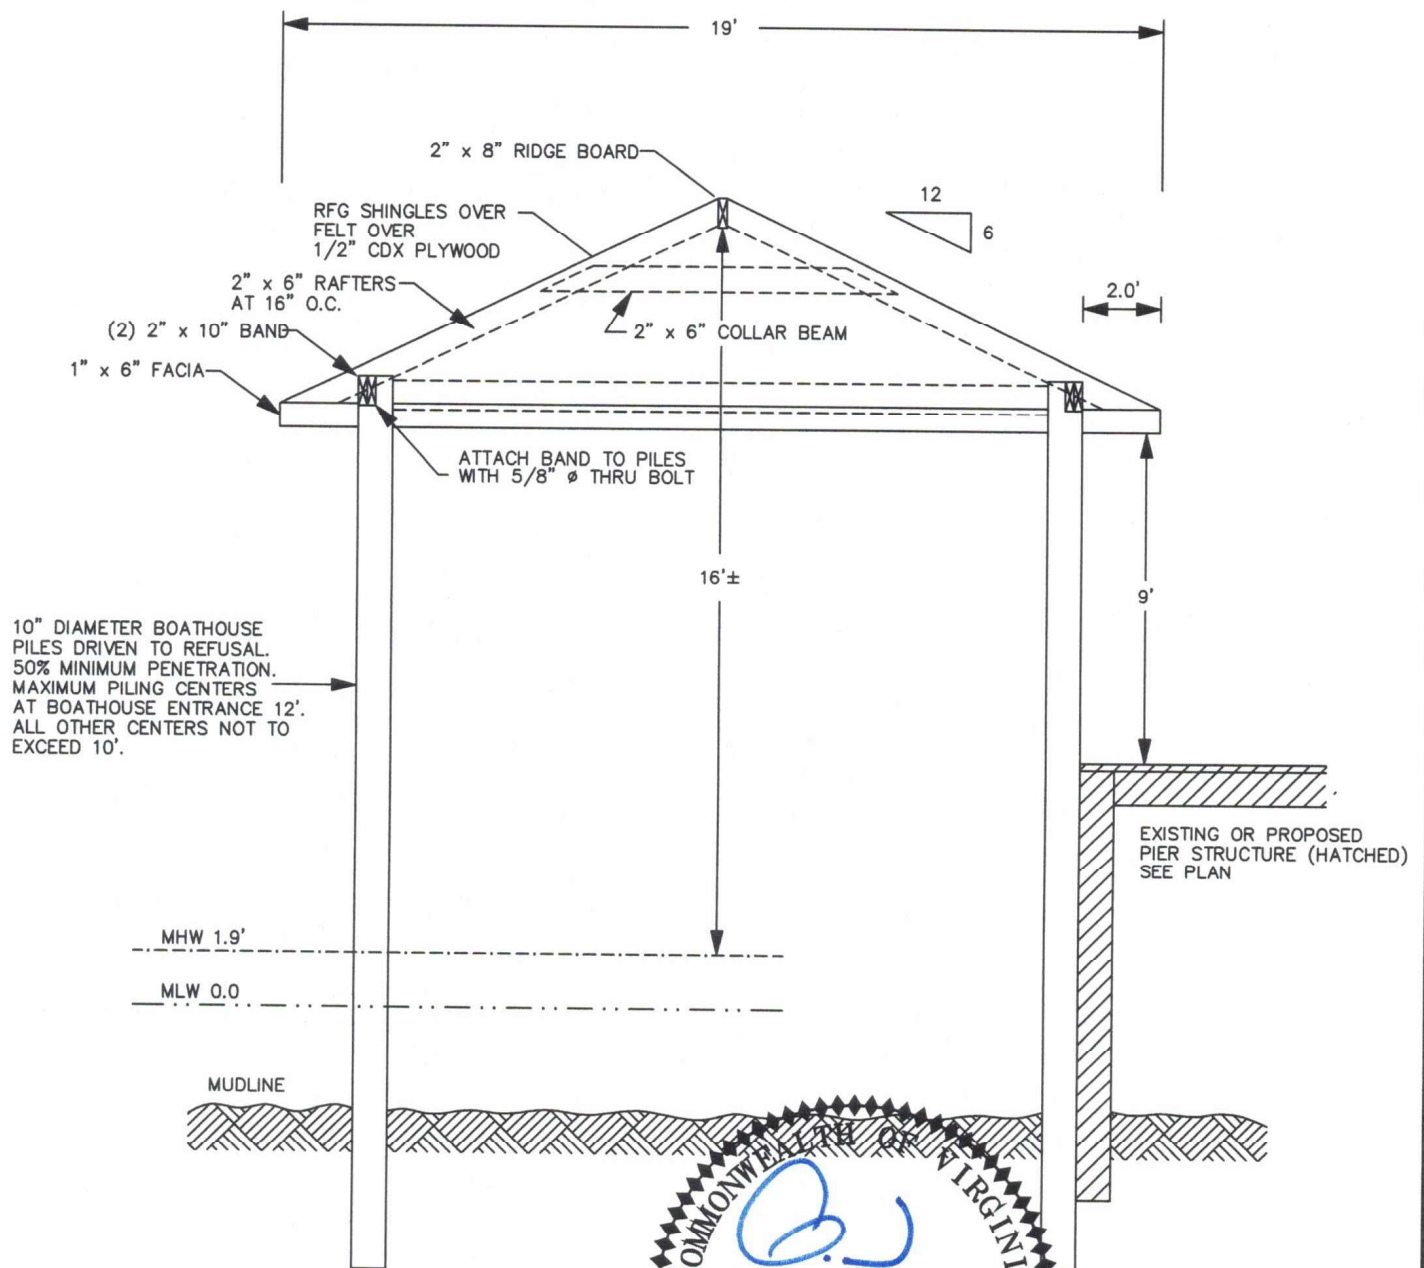 19'
2" x 8" RIDGE BOARD
12
6
RFG SHINGLES OVER
FELT OVER
1/2" CDX PLYWOOD
2" x 6" RAFTERS
AT 16" O.C.
2.0'
(2) 2" x 10" BAND
2" x 6" COLLAR BEAM
1" x 6" FACIA
ATTACH BAND TO PILES
WITH 5/8" ø THRU BOLT
16'±
9'
10" DIAMETER BOATHOUSE
PILES DRIVEN TO REFUSAL.
50% MINIMUM PENETRATION.
MAXIMUM PILING CENTERS
AT BOATHOUSE ENTRANCE 12'.
ALL OTHER CENTERS NOT TO
EXCEED 10'.
EXISTING OR PROPOSED
PIER STRUCTURE (HATCHED)
SEE PLAN
MHW 1.9'
MLW 0.0
MUDLINE
OMMONWEALTH OF VIRGINI